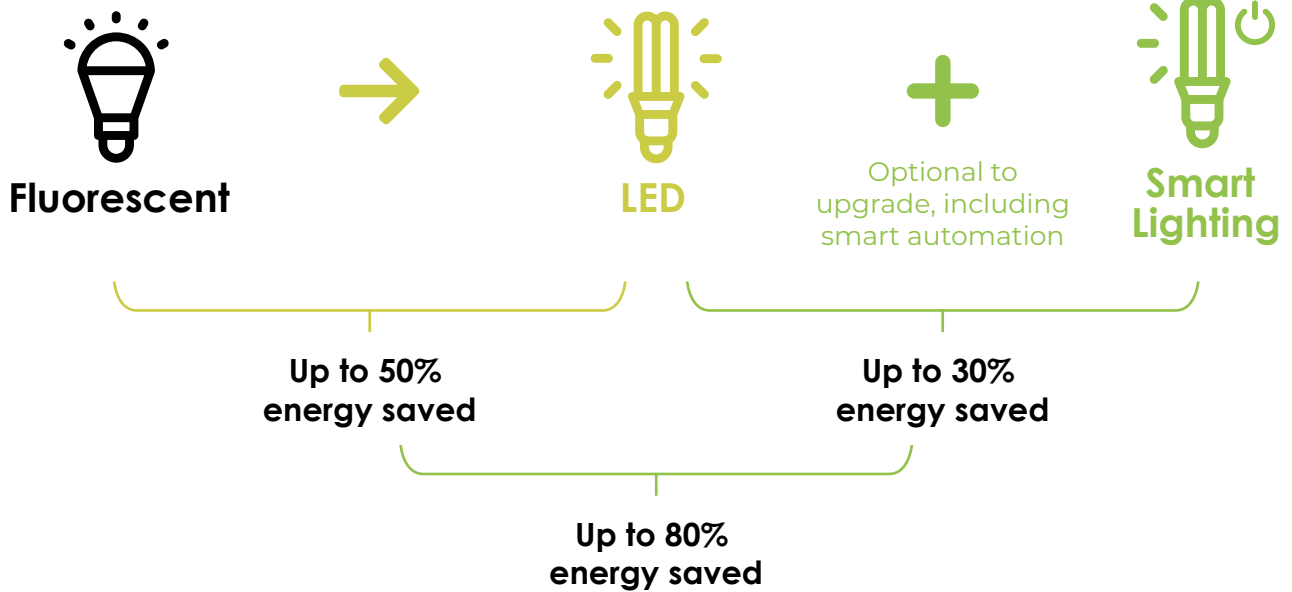 Fluorescent
LED
Optional to
upgrade, including
smart automation
Smart
Lighting
Up to 50%
energy saved
Up to 30%
energy saved
Up to 80%
energy saved